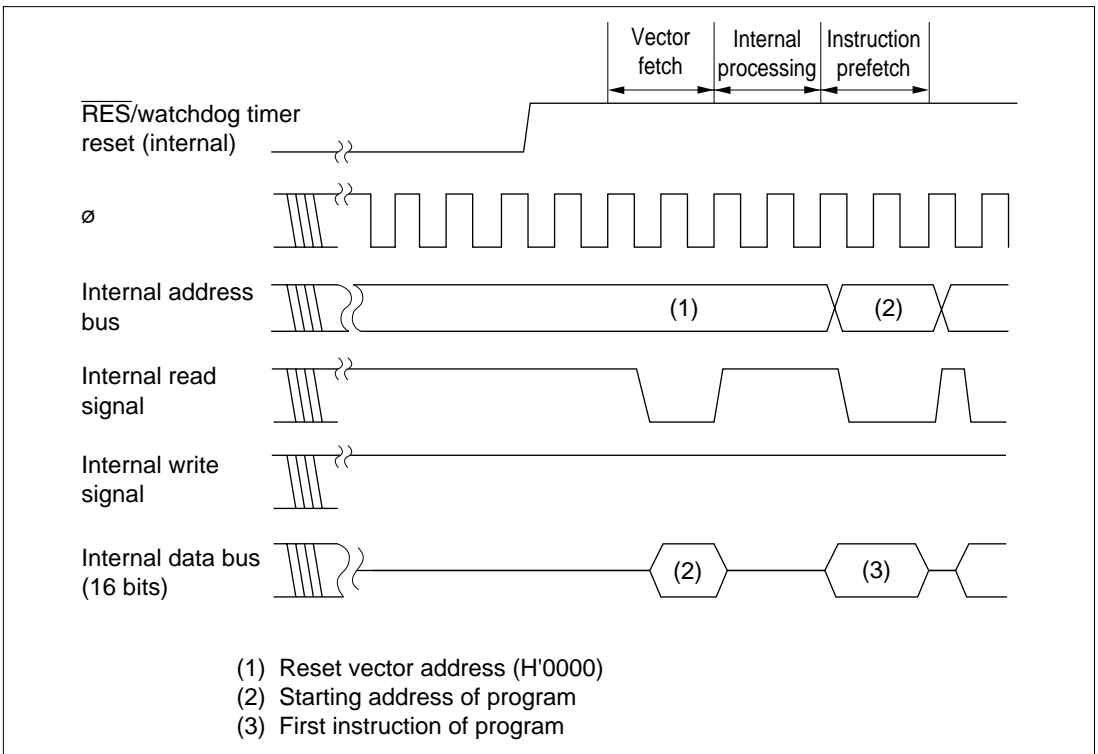 Vector
fetch
Internal
processing
Instruction
prefetch
RES/watchdog timer
reset (internal)
ø
Internal address
bus
(1)
(2)
Internal read
signal
Internal write
signal
Internal data bus
(16 bits)
(2)
(3)
(1) Reset vector address (H'0000)
(2) Starting address of program
(3) First instruction of program